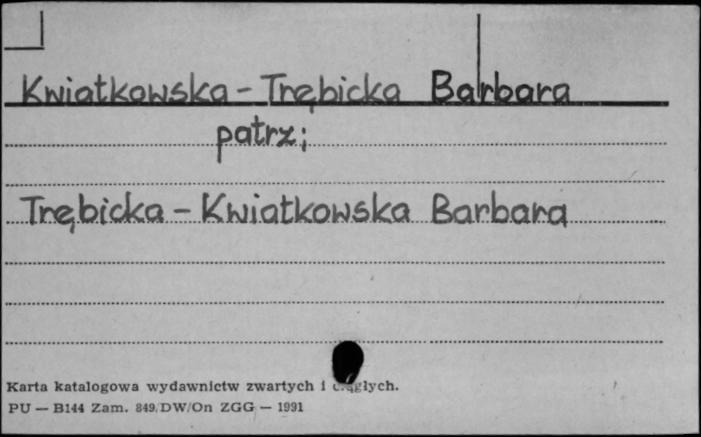 Kwiatkowska - Trębicka Barbara
patrz;
Trębicka - Kwiatkowska Barbara
Karta katalogowa wydawnictw zwartych i ciągłych.
PU — B144 Zam. 849/DW/On ZGG — 1991